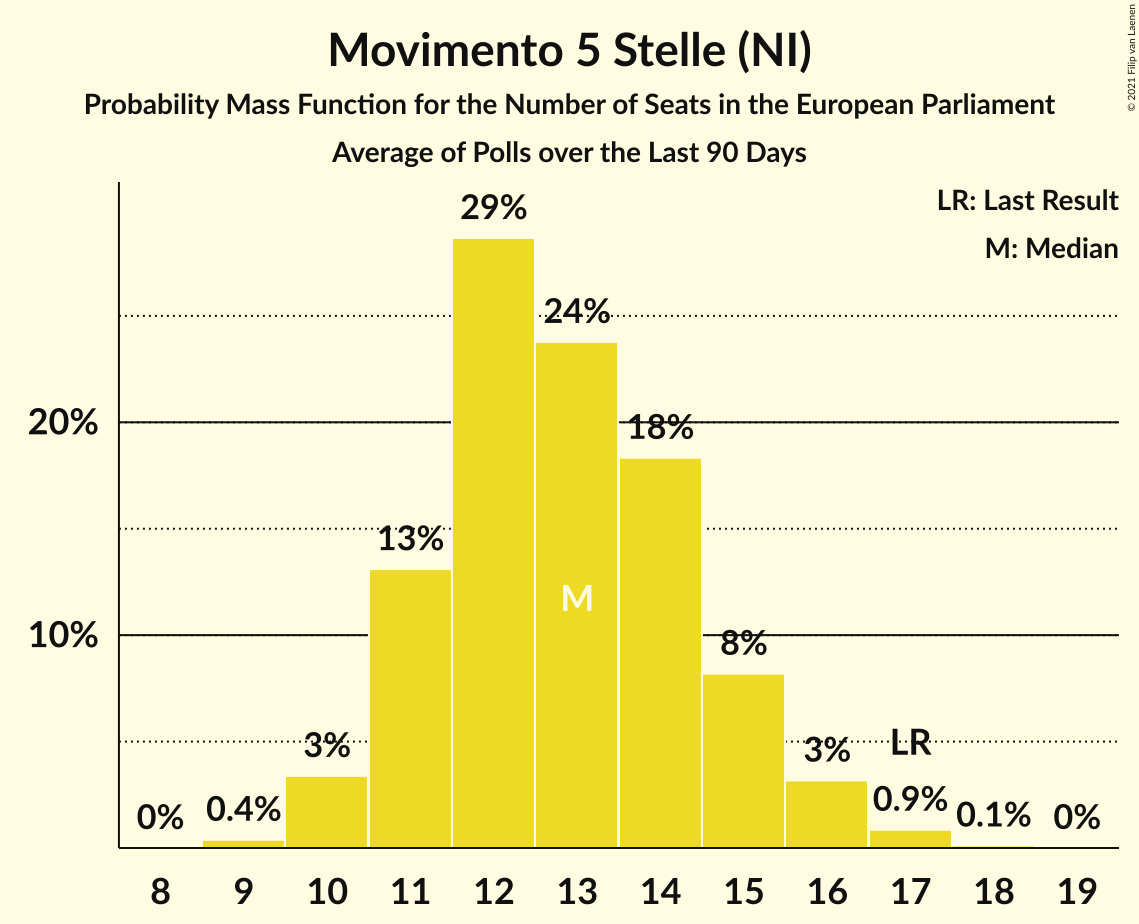 Movimento 5 Stelle (NI)
Probability Mass Function for the Number of Seats in the European Parliament
Average of Polls over the Last 90 Days
© 2021 Filip van Laenen
LR: Last Result
M: Median
29%
24%
20%
18%
13%
M
10%
8%
3%
3%
LR
0%
0.4%
0.9%
0.1%
0%
8 9 10 11 12 13 14 15 16 17 18 19